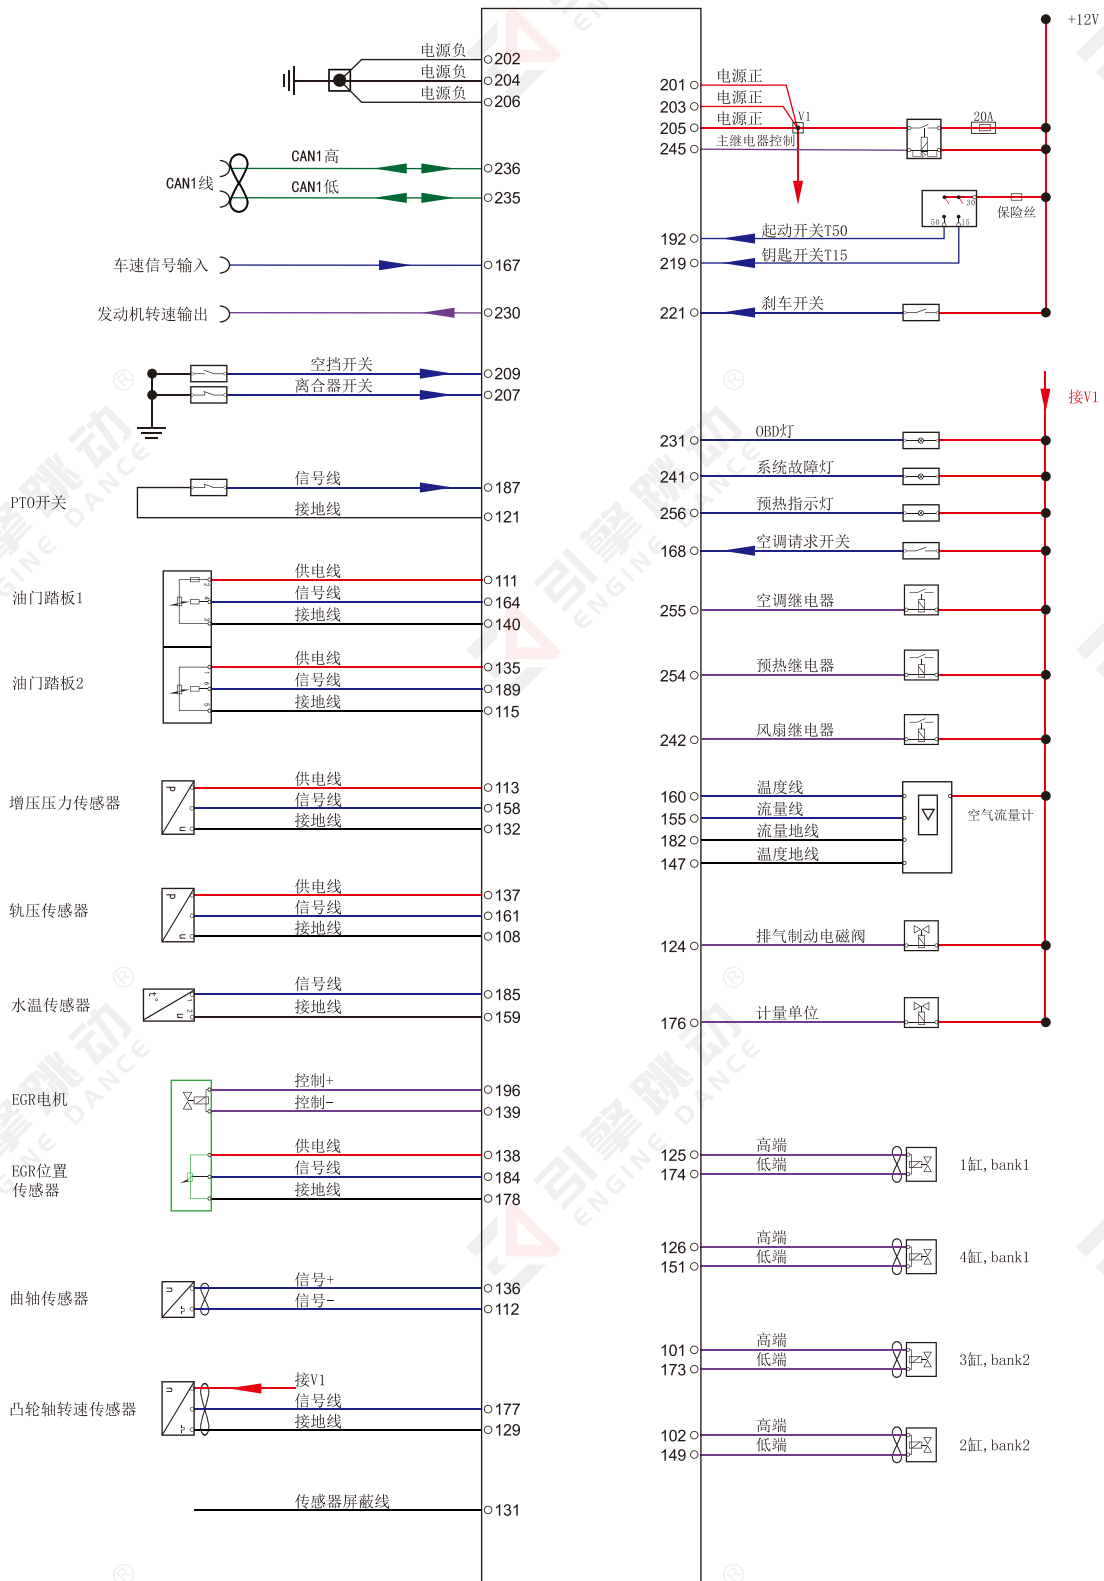 +12V
电源负
202
电源负
204
电源负
206
CAN1线
CAN1高
236
CAN1低
235
车速信号输入
167
发动机转速输出
230
空挡开关
209
离合器开关
207
PTO开关
信号线
187
接地线
121
油门踏板1
2
4
3
供电线
111
信号线
164
接地线
140
油门踏板2
1
6
5
供电线
135
信号线
189
接地线
115
增压压力传感器
P
u
供电线
113
信号线
158
接地线
132
轨压传感器
P
u
供电线
137
信号线
161
接地线
108
水温传感器
t°
1
2
u
信号线
185
接地线
159
EGR电机
控制+
196
控制-
139
EGR位置
传感器
供电线
138
信号线
184
接地线
178
曲轴传感器
n
信号+
136
信号-
112
凸轮轴转速传感器
n
接V1
信号线
177
接地线
129
传感器屏蔽线
131
201
电源正
203
电源正
205
电源正
V1
20A
245
主继电器控制
30
50
15
保险丝
192
起动开关T50
219
钥匙开关T15
221
刹车开关
接V1
231
OBD灯
241
系统故障灯
256
预热指示灯
168
空调请求开关
255
空调继电器
254
预热继电器
242
风扇继电器
160
温度线
155
流量线
182
流量地线
147
温度地线
空气流量计
124
排气制动电磁阀
176
计量单位
125
高端
174
低端
1缸,bank1
126
高端
151
低端
4缸,bank1
101
高端
173
低端
3缸,bank2
102
高端
149
低端
2缸,bank2
引擎跳动
ENGINE DANCE
®